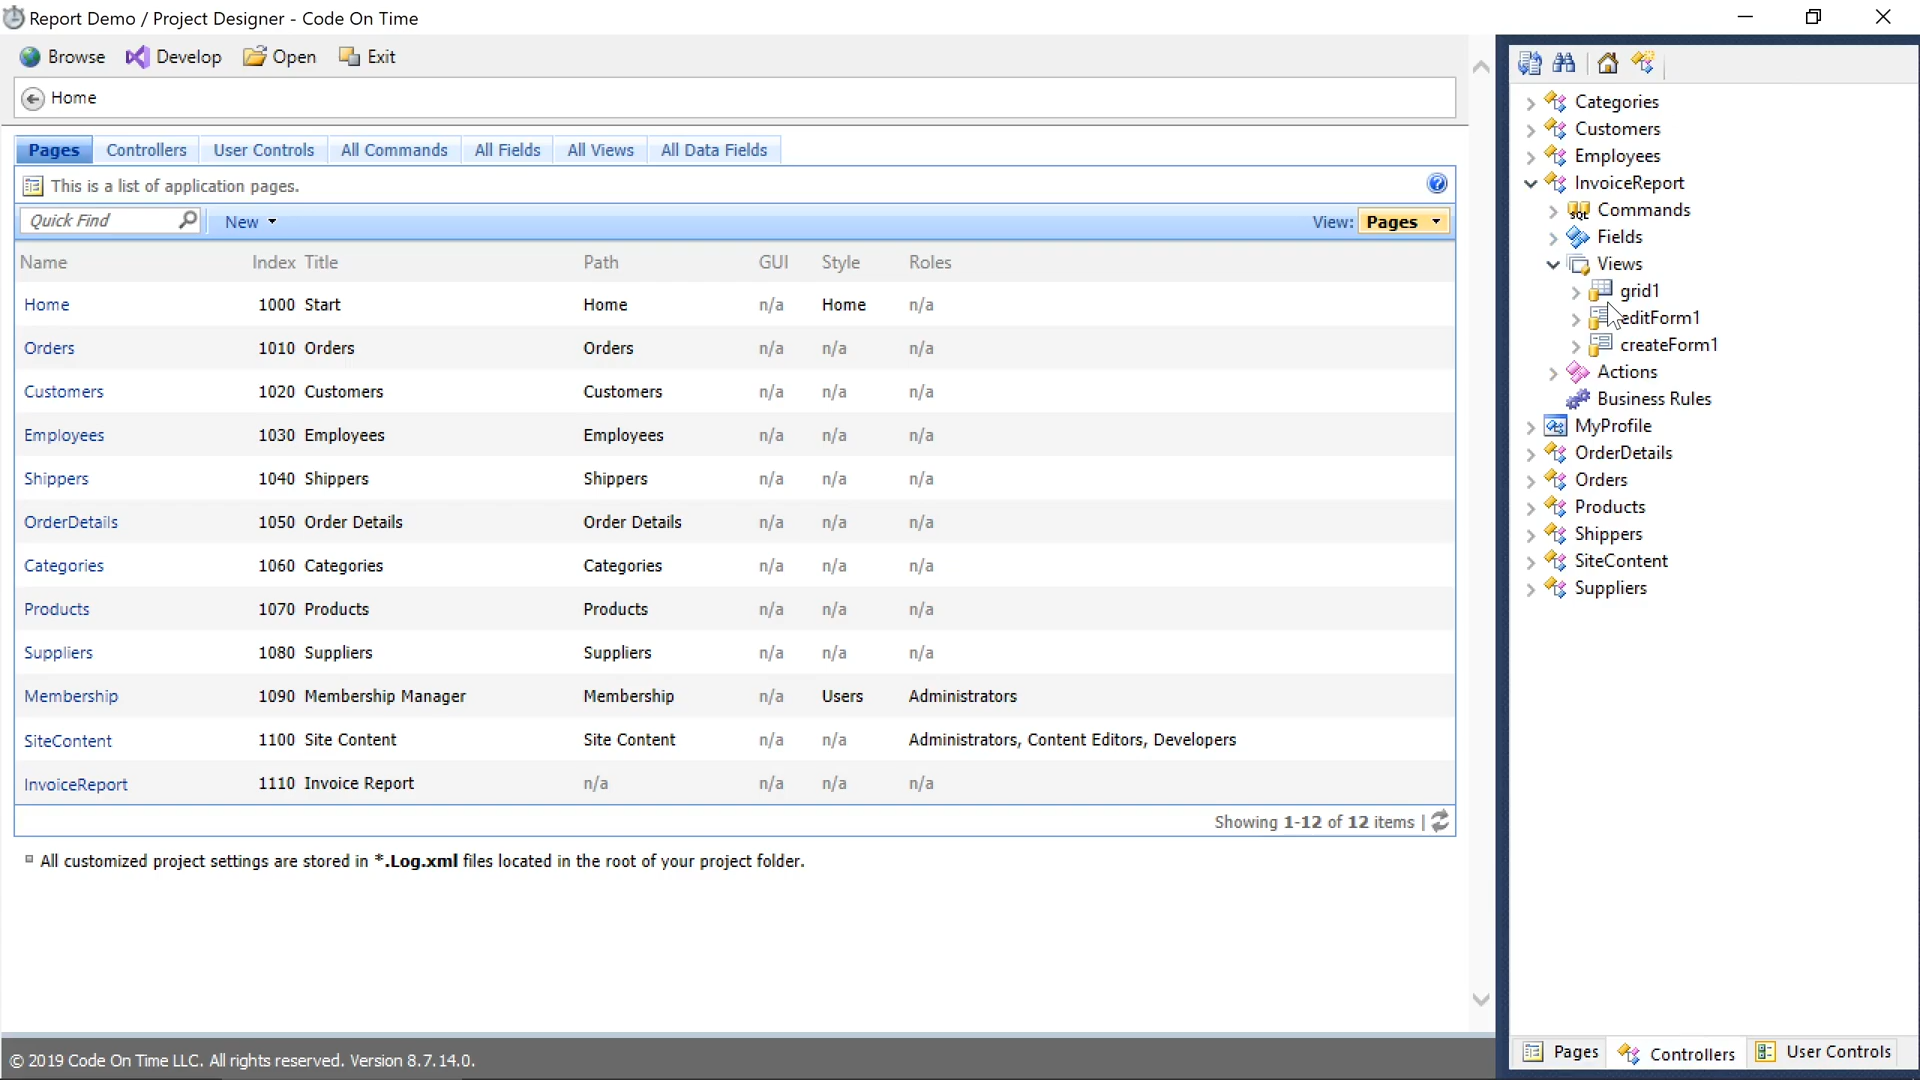 Report Demo / Project Designer - Code On Time
Browse Develop Open Exit
Home
Pages Controllers User Controls All Commands All Fields All Views All Data Fields
This is a list of application pages.
Quick Find New View: Pages
Name Index Title Path GUI Style Roles
Home 1000 Start Home n/a Home n/a
Orders 1010 Orders Orders n/a n/a n/a
Customers 1020 Customers Customers n/a n/a n/a
Employees 1030 Employees Employees n/a n/a n/a
Shippers 1040 Shippers Shippers n/a n/a n/a
OrderDetails 1050 Order Details Order Details n/a n/a n/a
Categories 1060 Categories Categories n/a n/a n/a
Products 1070 Products Products n/a n/a n/a
Suppliers 1080 Suppliers Suppliers n/a n/a n/a
Membership 1090 Membership Manager Membership n/a Users Administrators
SiteContent 1100 Site Content Site Content n/a n/a Administrators, Content Editors, Developers
InvoiceReport 1110 Invoice Report n/a n/a n/a n/a
Showing 1-12 of 12 items |
All customized project settings are stored in *.Log.xml files located in the root of your project folder.
© 2019 Code On Time LLC. All rights reserved. Version 8.7.14.0.
Categories
Customers
Employees
InvoiceReport
SQL Commands
Fields
Views
grid1
editForm1
createForm1
Actions
Business Rules
MyProfile
OrderDetails
Orders
Products
Shippers
SiteContent
Suppliers
Pages Controllers User Controls